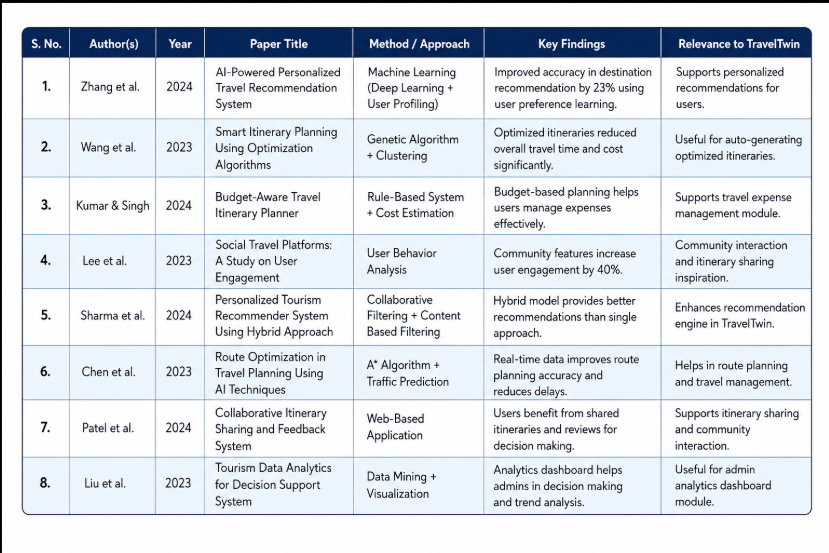 S. No. Author(s) Year Paper Title Method / Approach Key Findings Relevance to TravelTwin
1. Zhang et al. 2024
AI-Powered Personalized
Travel Recommendation
System
Machine Learning
(Deep Learning +
User Profiling)
Improved accuracy in destination
recommendation by 23% using
user preference learning.
Supports personalized
recommendations for
users.
2. Wang et al. 2023
Smart Itinerary Planning
Using Optimization
Algorithms
Genetic Algorithm
+ Clustering
Optimized itineraries reduced
overall travel time and cost
significantly.
Useful for auto-generating
optimized itineraries.
3. Kumar & Singh 2024
Budget-Aware Travel
Itinerary Planner
Rule-Based System
+ Cost Estimation
Budget-based planning helps
users manage expenses
effectively.
Supports travel expense
management module.
4. Lee et al. 2023
Social Travel Platforms:
A Study on User
Engagement
User Behavior
Analysis
Community features increase
user engagement by 40%.
Community interaction
and itinerary sharing
inspiration.
5. Sharma et al. 2024
Personalized Tourism
Recommender System
Using Hybrid Approach
Collaborative
Filtering + Content
Based Filtering
Hybrid model provides better
recommendations than single
approach.
Enhances recommendation
engine in TravelTwin.
6. Chen et al. 2023
Route Optimization in
Travel Planning Using
AI Techniques
A* Algorithm +
Traffic Prediction
Real-time data improves route
planning accuracy and
reduces delays.
Helps in route planning
and travel management.
7. Patel et al. 2024
Collaborative Itinerary
Sharing and Feedback
System
Web-Based
Application
Users benefit from shared
itineraries and reviews for
decision making.
Supports itinerary sharing
and community
interaction.
8. Liu et al. 2023
Tourism Data Analytics
for Decision Support
System
Data Mining +
Visualization
Analytics dashboard helps
admins in decision making
and trend analysis.
Useful for admin
analytics dashboard
module.